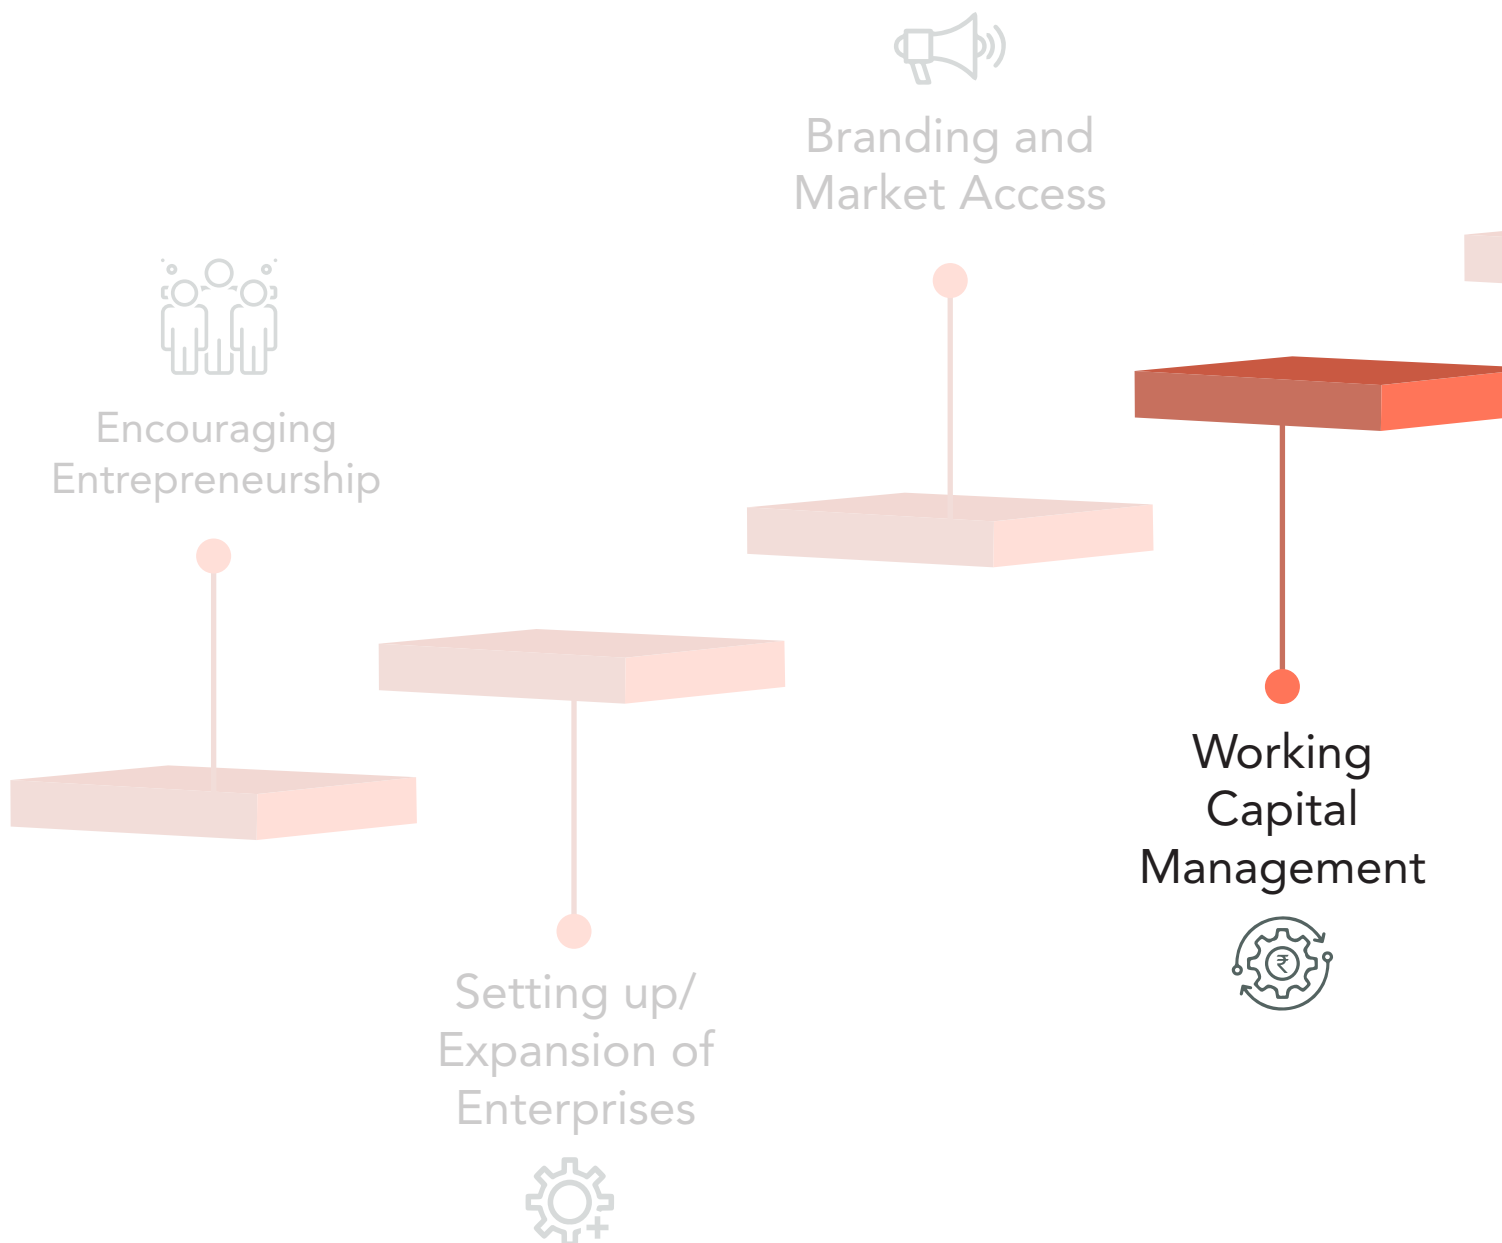 Branding and
Market Access
Encouraging
Entrepreneurship
Working
Capital
Management
₹
Setting up/
Expansion of
Enterprises